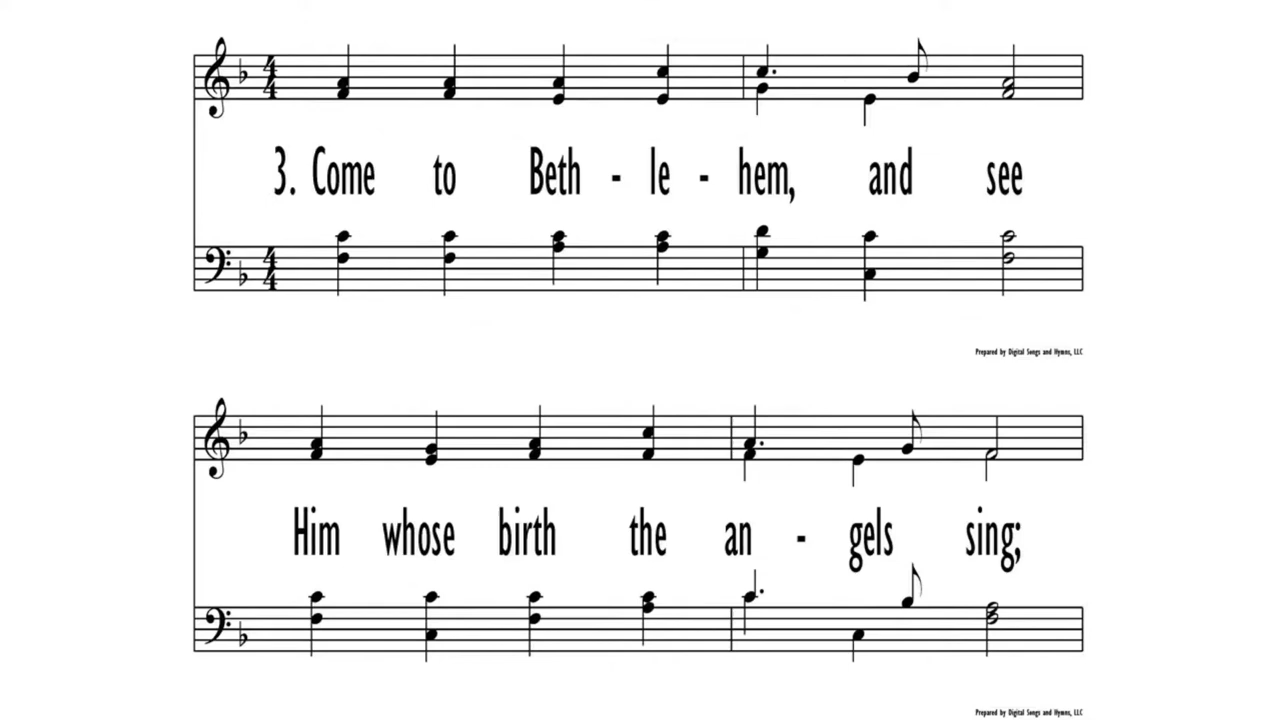 3. Come to Beth - le - hem, and see
Prepared by Digital Songs and Hymns, LLC
Him whose birth the an - gels sing;
Prepared by Digital Songs and Hymns, LLC